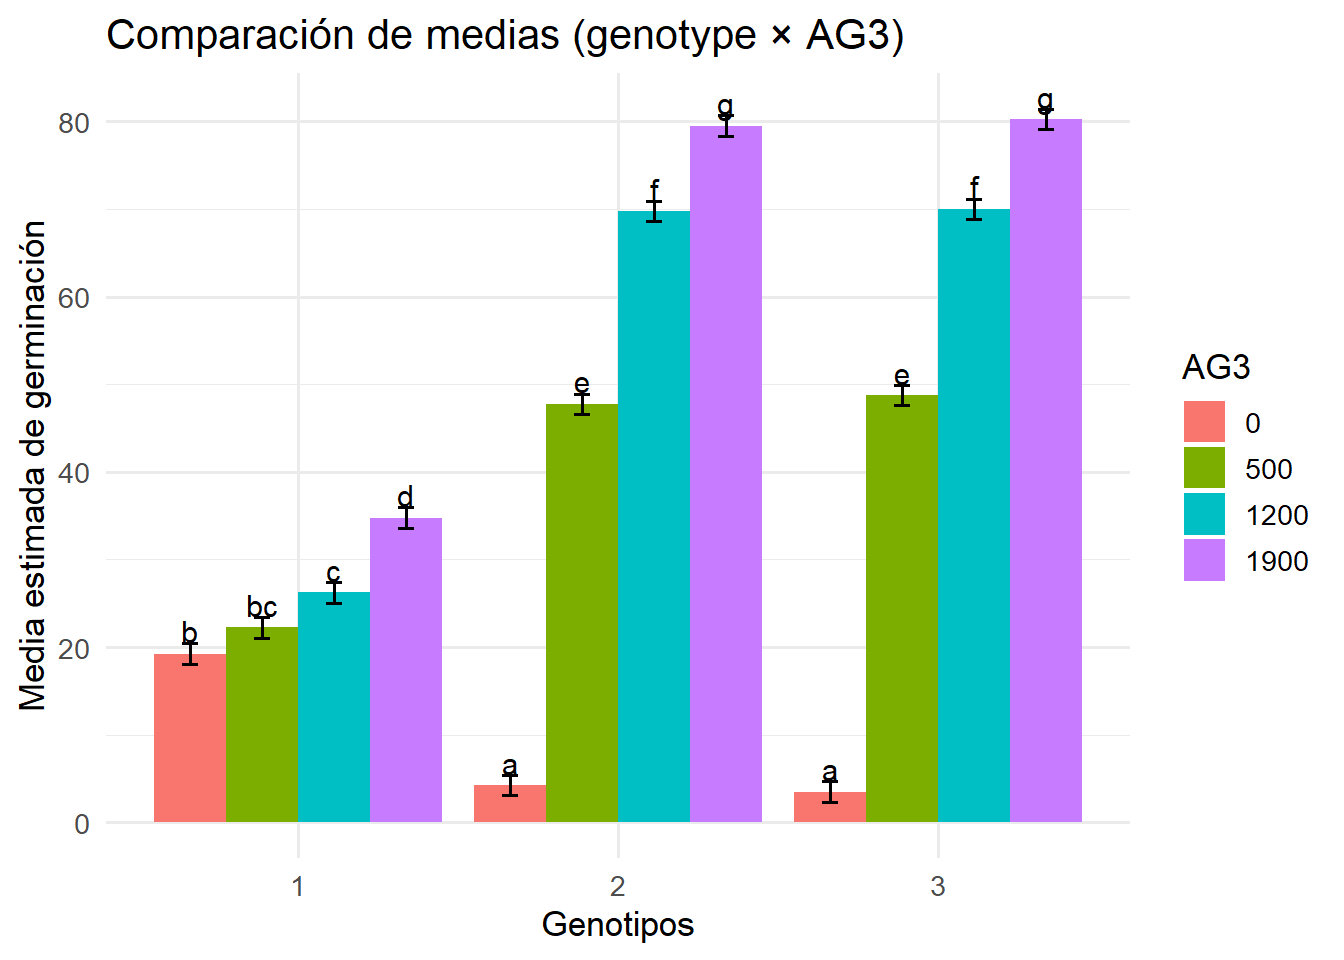 Comparación de medias (genotype × AG3)
Media estimada de germinación
80
60
40
20
0
b
bc
c
d
a
e
f
g
a
e
f
g
1
2
3
Genotipos
AG3
0
500
1200
1900